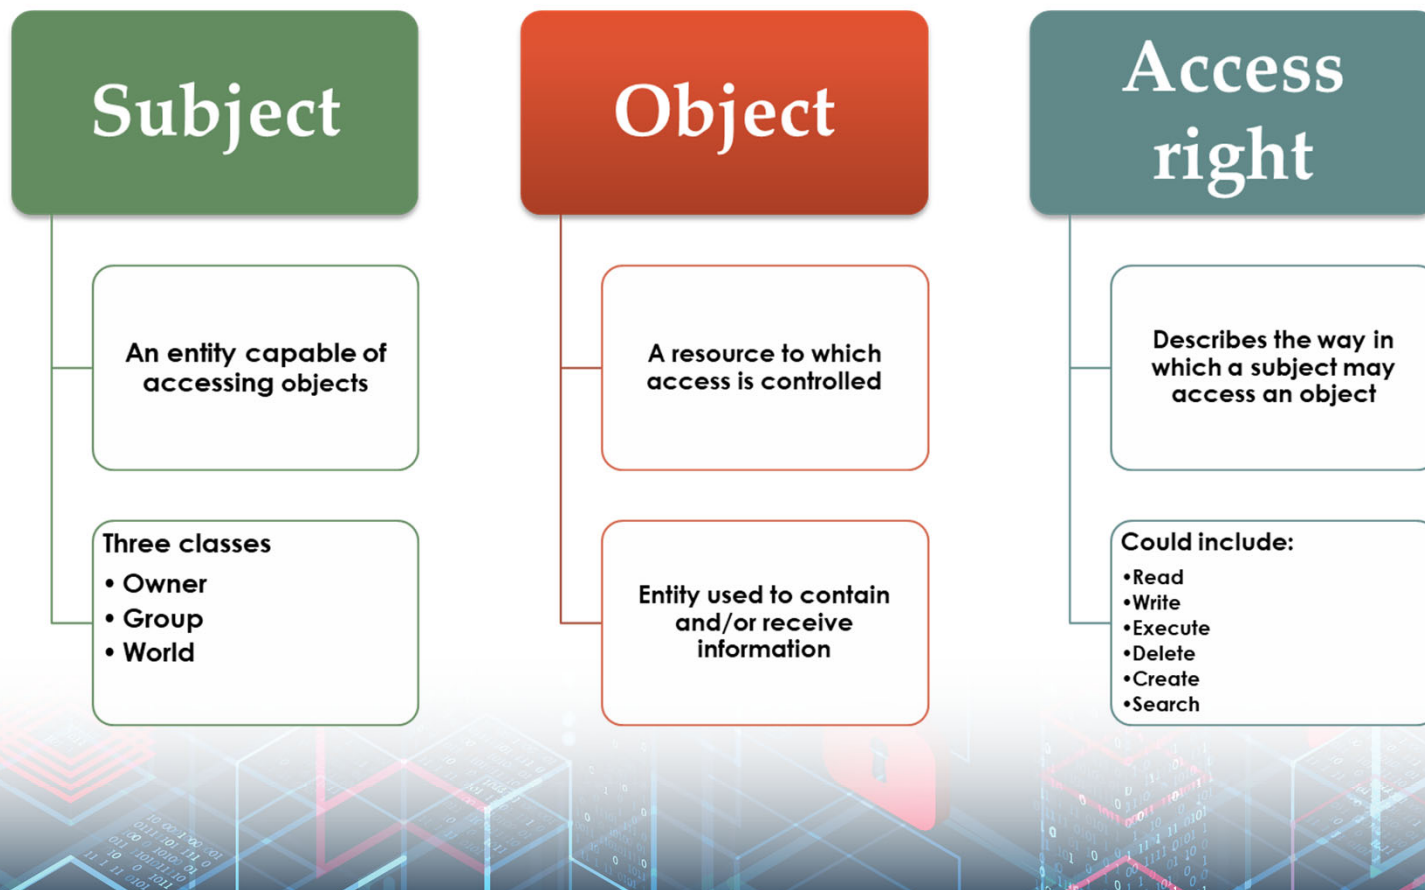 Subject
An entity capable of
accessing objects
Three classes
• Owner
• Group
• World
Object
A resource to which
access is controlled
Entity used to contain
and/or receive
information
Access
right
Describes the way in
which a subject may
access an object
Could include:
•Read
•Write
•Execute
•Delete
•Create
•Search